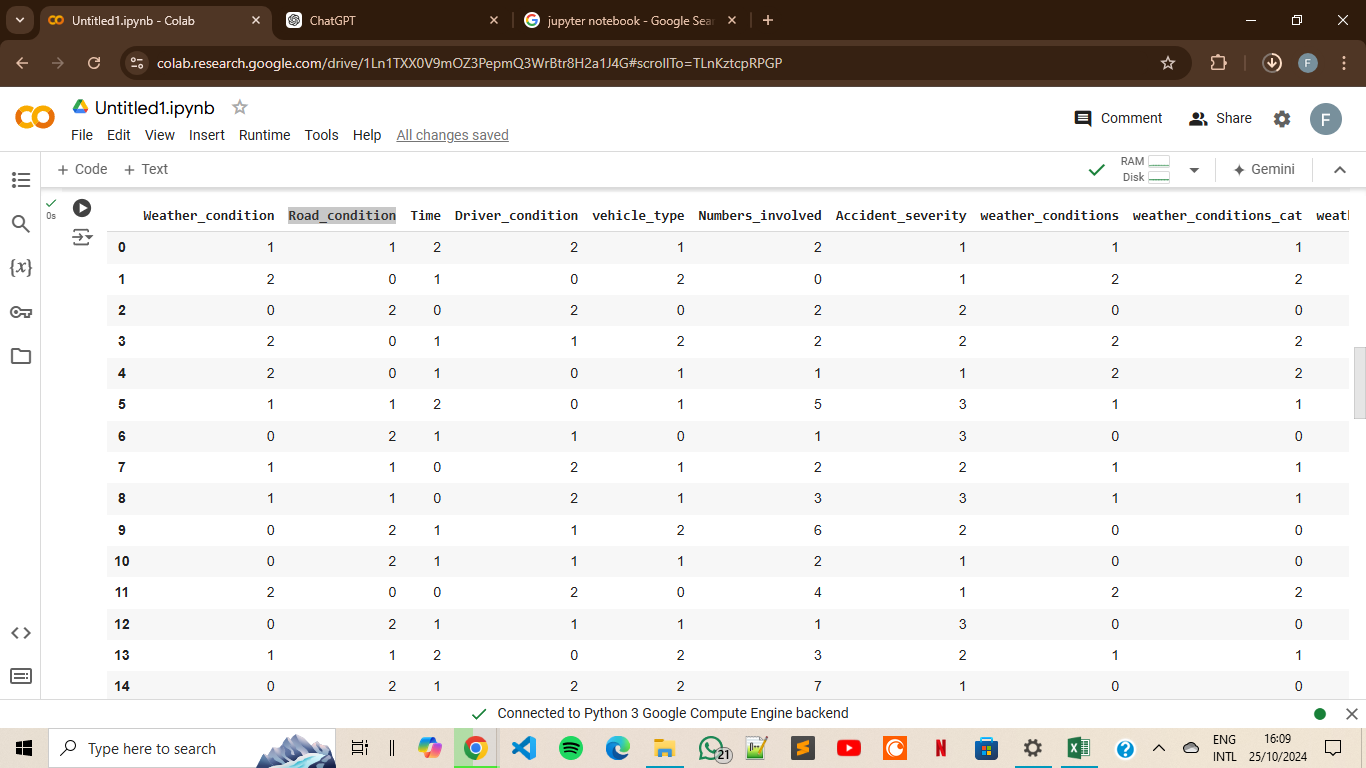 Untitled1.ipynb - Colab
ChatGPT
jupyter notebook - Google Sear
colab.research.google.com/drive/1Ln1TXX0V9mOZ3PepmQ3WrBtr8H2a1J4G#scrollTo=TLnKztcpRPGP
F
Untitled1.ipynb
File Edit View Insert Runtime Tools Help All changes saved
Comment Share F
+ Code + Text
RAM
Disk
Gemini
0s
Weather_condition Road_condition Time Driver_condition vehicle_type Numbers_involved Accident_severity weather_conditions weather_conditions_cat weatl
0 1 1 2 2 1 2 1 1 1
1 2 0 1 0 2 0 1 2 2
2 0 2 0 2 0 2 2 0 0
3 2 0 1 1 2 2 2 2 2
4 2 0 1 0 1 1 1 2 2
5 1 1 2 0 1 5 3 1 1
6 0 2 1 1 0 1 3 0 0
7 1 1 0 2 1 2 2 1 1
8 1 1 0 2 1 3 3 1 1
9 0 2 1 1 2 6 2 0 0
10 0 2 1 1 1 2 1 0 0
11 2 0 0 2 0 4 1 2 2
12 0 2 1 1 1 1 3 0 0
13 1 1 2 0 2 3 2 1 1
14 0 2 1 2 2 7 1 0 0
Connected to Python 3 Google Compute Engine backend
Type here to search
21
N
ENG
INTL
16:09
25/10/2024